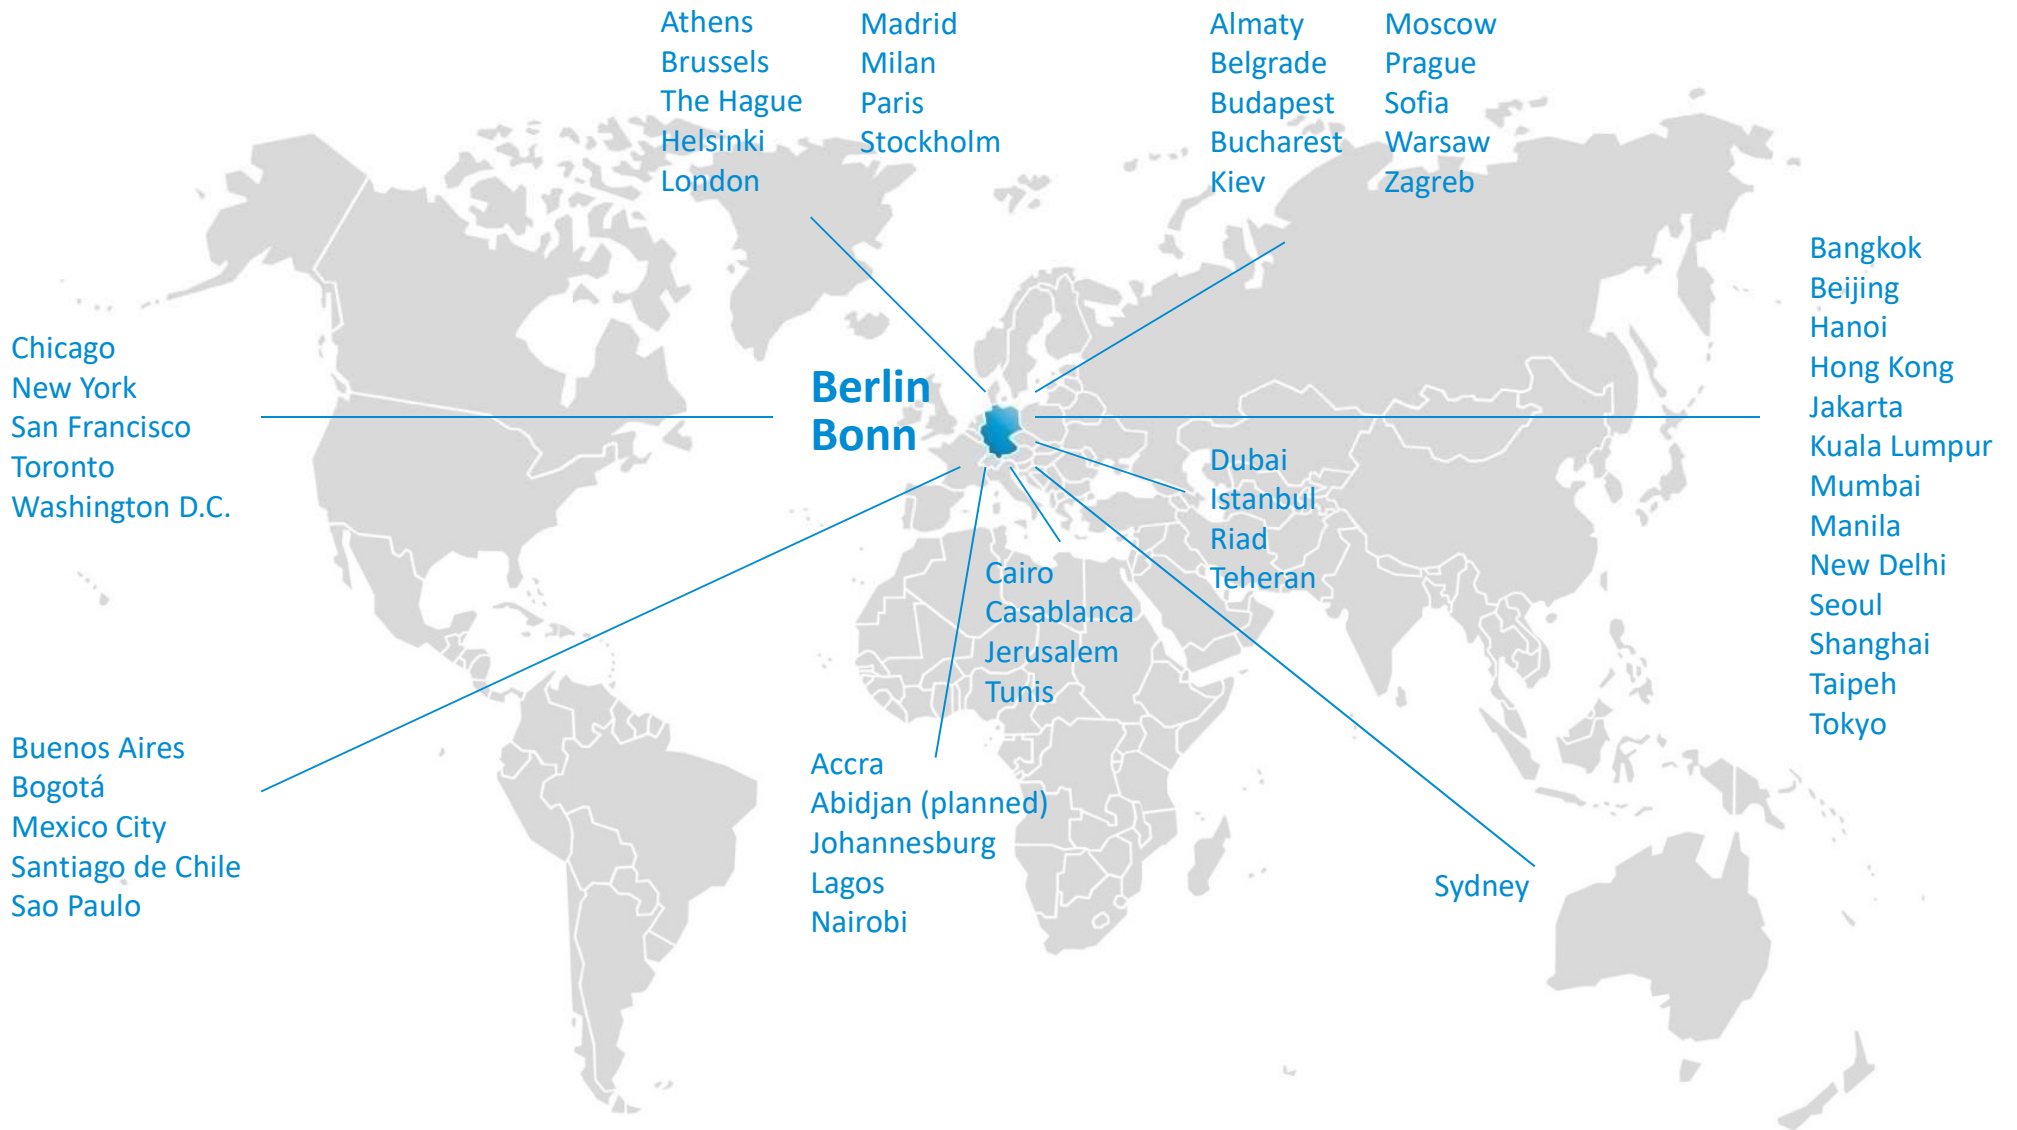 Athens
Brussels
The Hague
Helsinki
London
Madrid
Milan
Paris
Stockholm
Almaty
Belgrade
Budapest
Bucharest
Kiev
Moscow
Prague
Sofia
Warsaw
Zagreb
Chicago
New York
San Francisco
Toronto
Washington D.C.
Berlin
Bonn
Bangkok
Beijing
Hanoi
Hong Kong
Jakarta
Kuala Lumpur
Mumbai
Manila
New Delhi
Seoul
Shanghai
Taipeh
Tokyo
Dubai
Istanbul
Riad
Teheran
Cairo
Casablanca
Jerusalem
Tunis
Buenos Aires
Bogotá
Mexico City
Santiago de Chile
Sao Paulo
Accra
Abidjan (planned)
Johannesburg
Lagos
Nairobi
Sydney